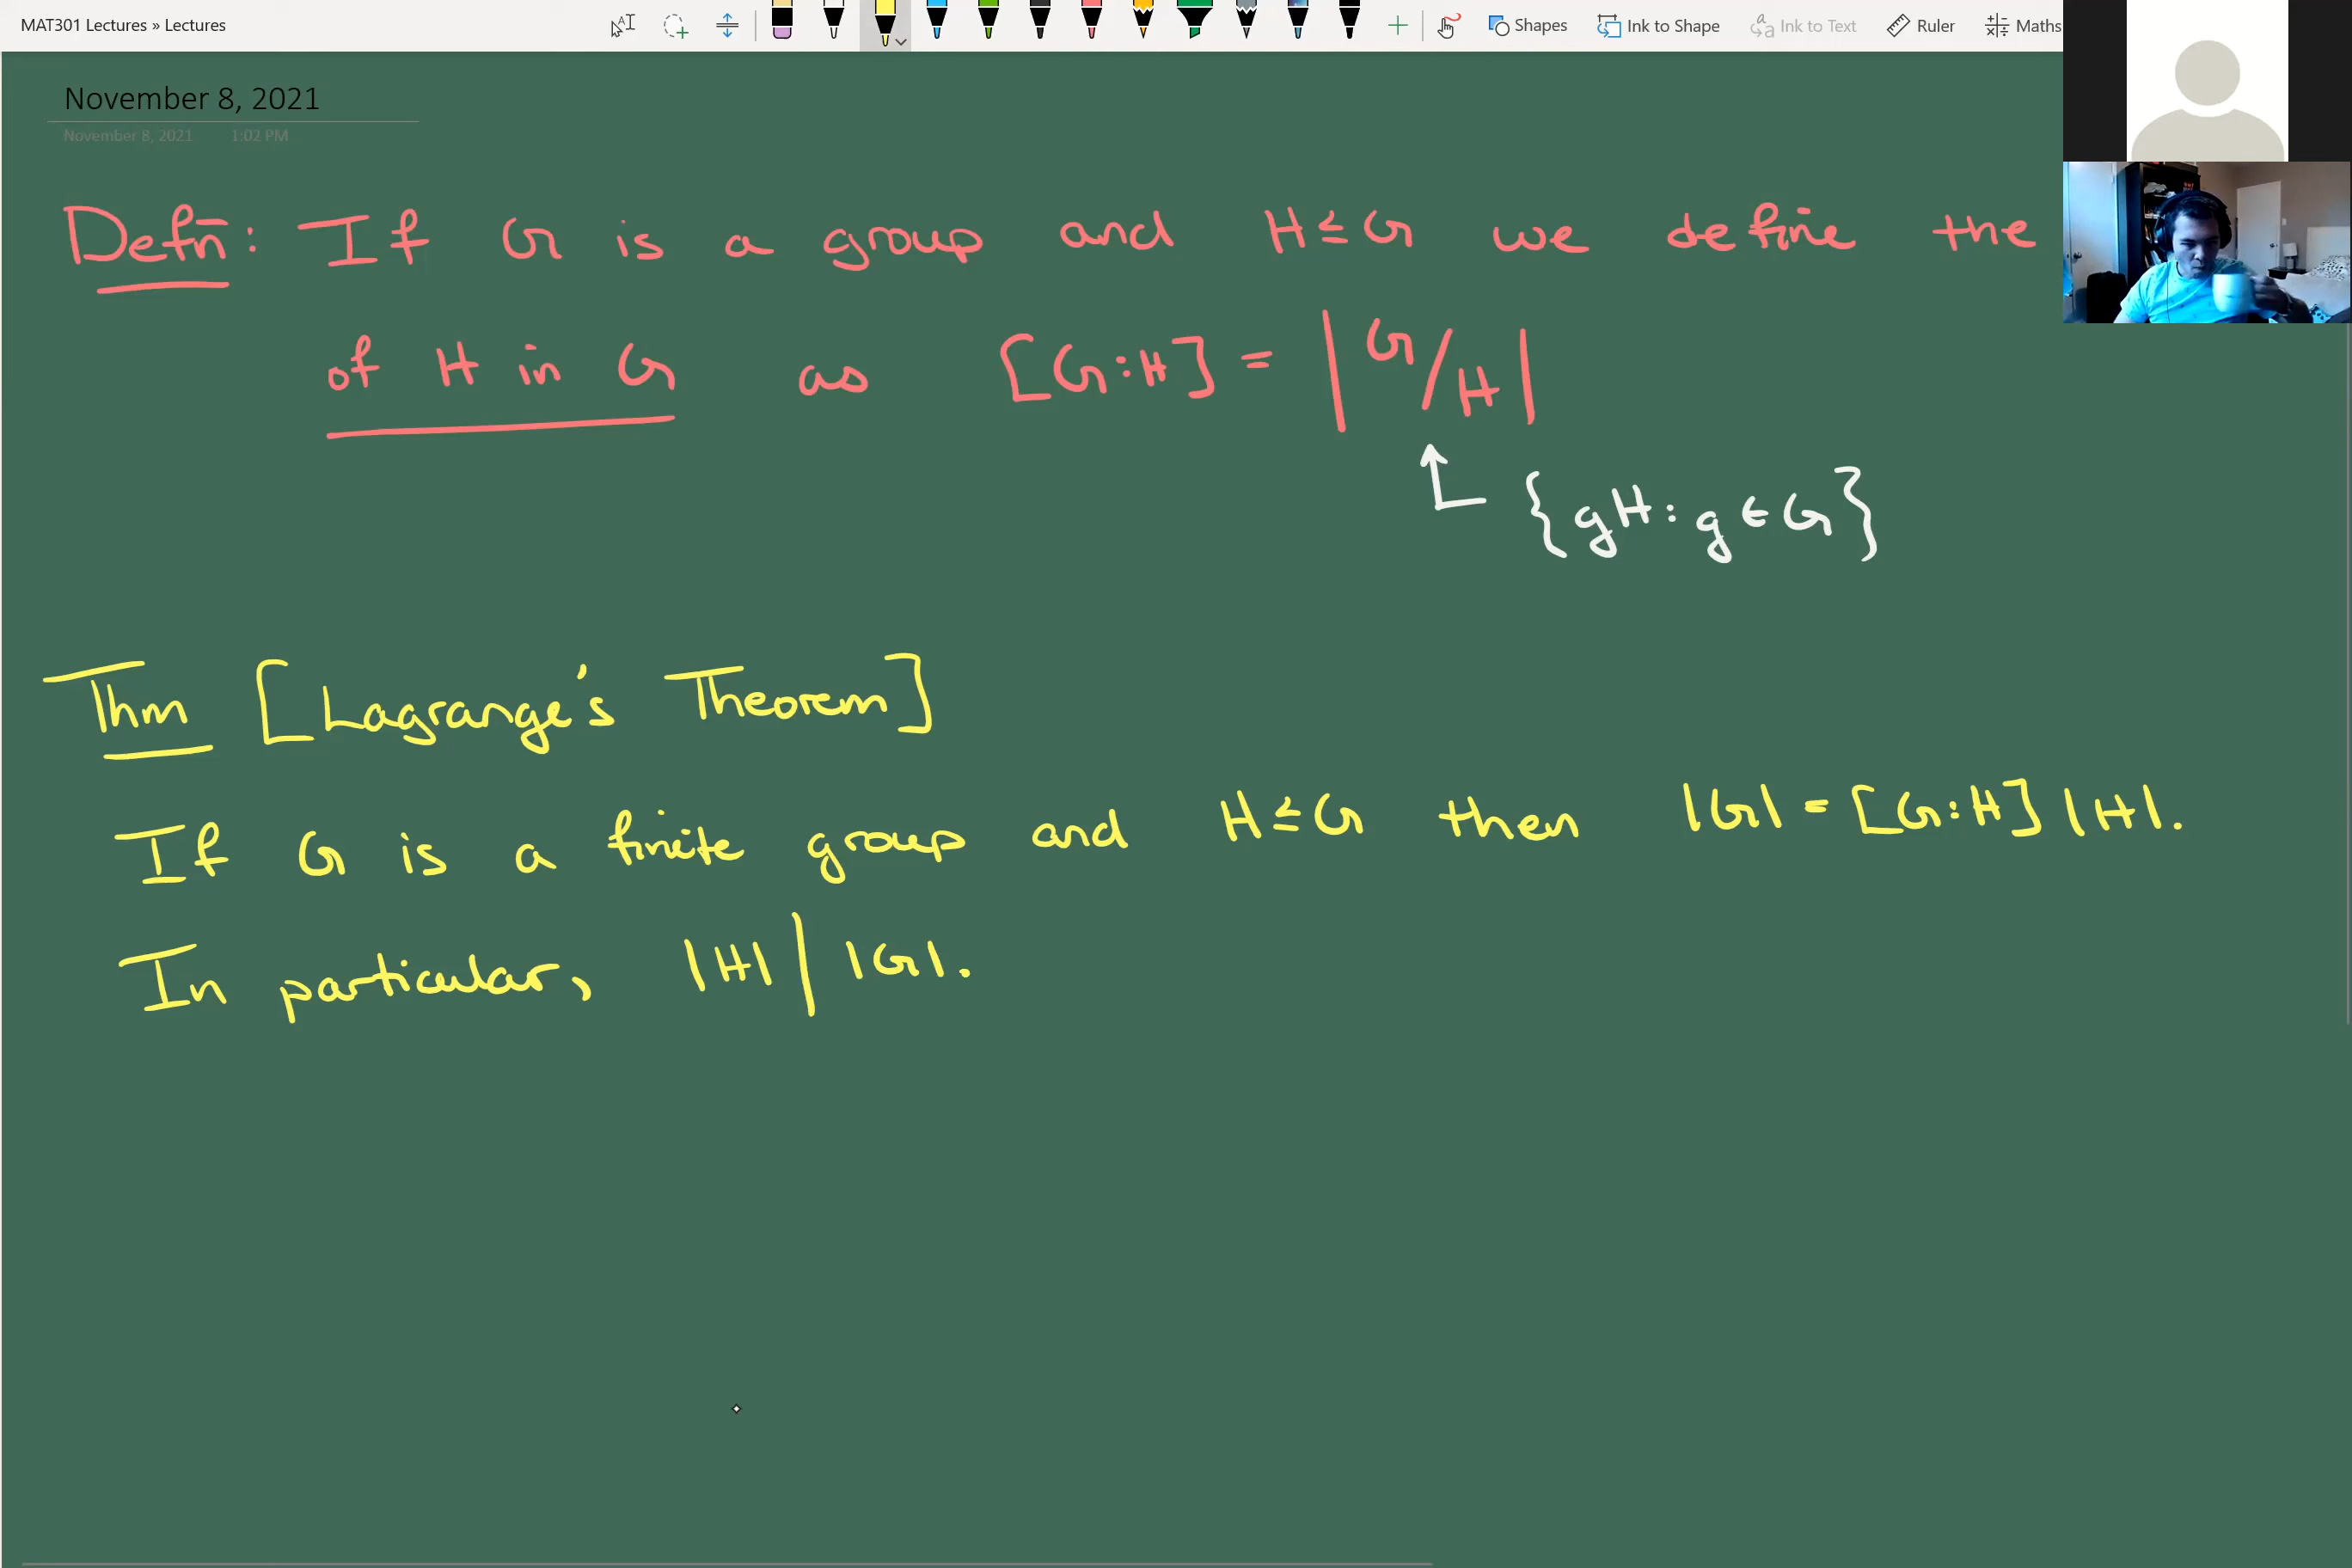 MAT301 Lectures » Lectures
Shapes Ink to Shape Ink to Text Ruler Maths
November 8, 2021
November 8, 2021 1:02 PM
Defn̄: If G is a group and H ≤ G we define the
of H in G as [G:H] = |G/H|
{gH: g ∈ G}
Thm [Lagrange's Theorem]
If G is a finite group and H ≤ G then |G| = [G:H] |H|.
In particular, |H| | |G|.